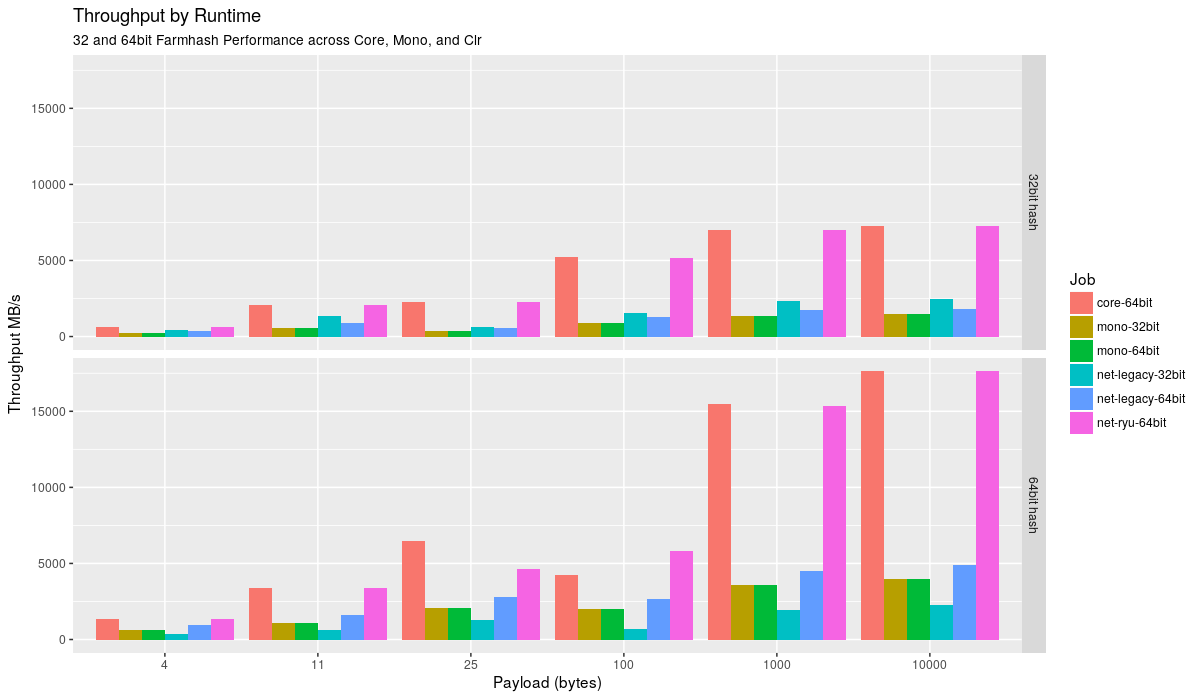 Throughput by Runtime
32 and 64bit Farmhash Performance across Core, Mono, and Clr
Throughput MB/s
15000
10000
5000
0
32bit hash
15000
10000
5000
0
64bit hash
4 11 25 100 1000 10000
Payload (bytes)
Job
core-64bit
mono-32bit
mono-64bit
net-legacy-32bit
net-legacy-64bit
net-ryu-64bit